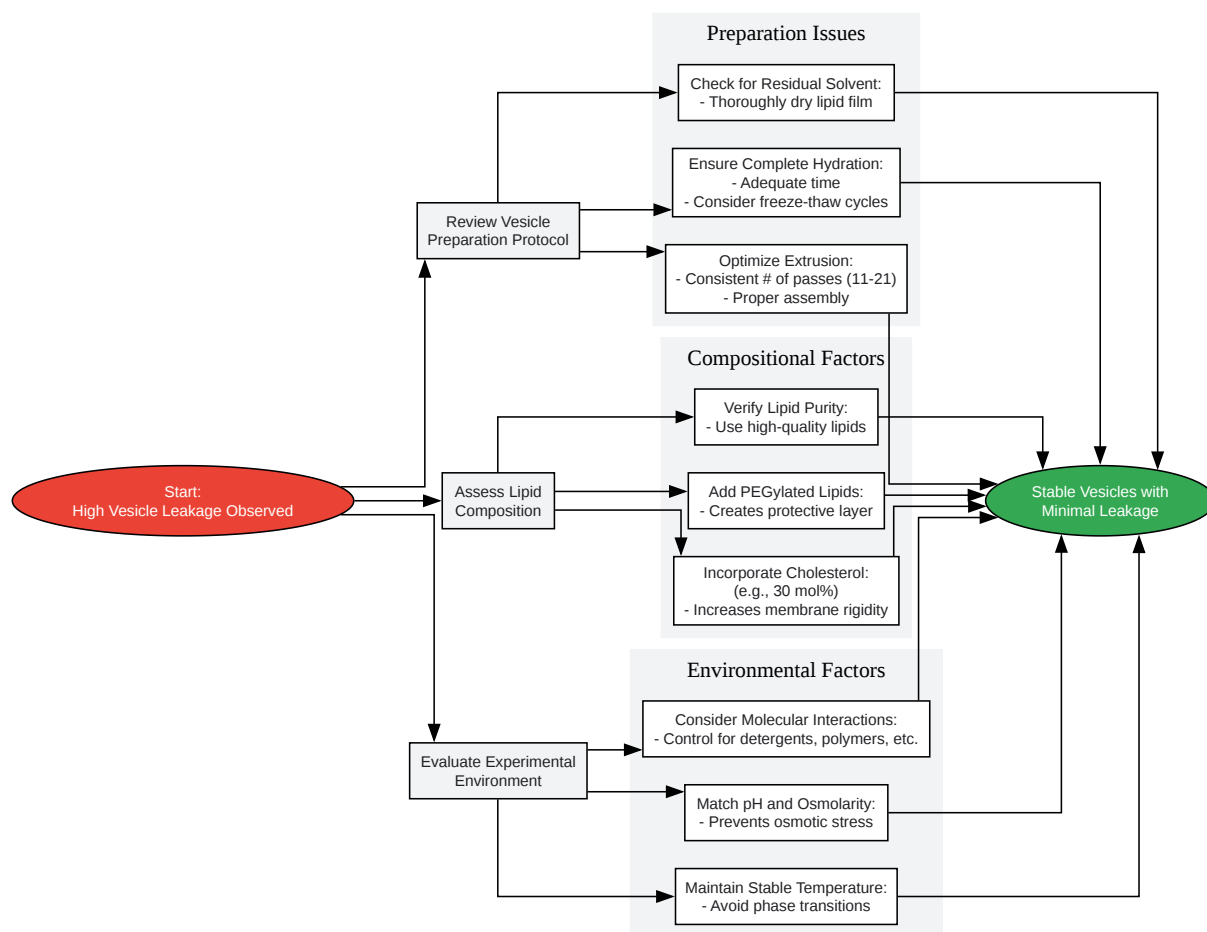 Preparation Issues
Check for Residual Solvent:
- Thoroughly dry lipid film
Ensure Complete Hydration:
- Adequate time
- Consider freeze-thaw cycles
Review Vesicle
Preparation Protocol
Optimize Extrusion:
- Consistent # of passes (11-21)
- Proper assembly
Compositional Factors
Verify Lipid Purity:
- Use high-quality lipids
Start:
High Vesicle Leakage Observed
Assess Lipid
Composition
Add PEGylated Lipids:
- Creates protective layer
Stable Vesicles with
Minimal Leakage
Incorporate Cholesterol:
(e.g., 30 mol%)
- Increases membrane rigidity
Environmental Factors
Consider Molecular Interactions:
- Control for detergents, polymers, etc.
Evaluate Experimental
Environment
Match pH and Osmolarity:
- Prevents osmotic stress
Maintain Stable Temperature:
- Avoid phase transitions